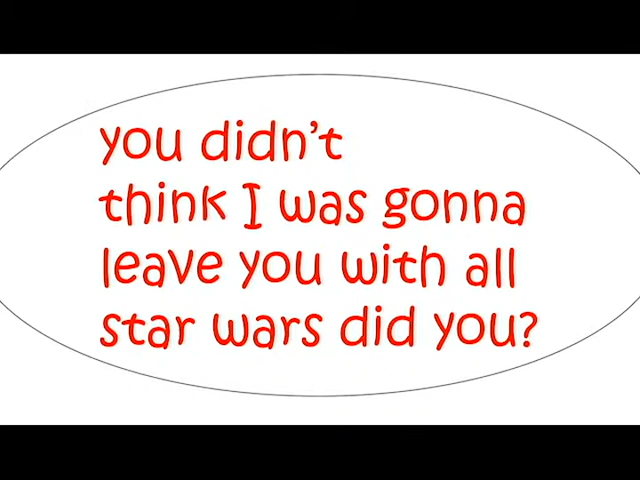 you didn't
think I was gonna
leave you with all
star wars did you?